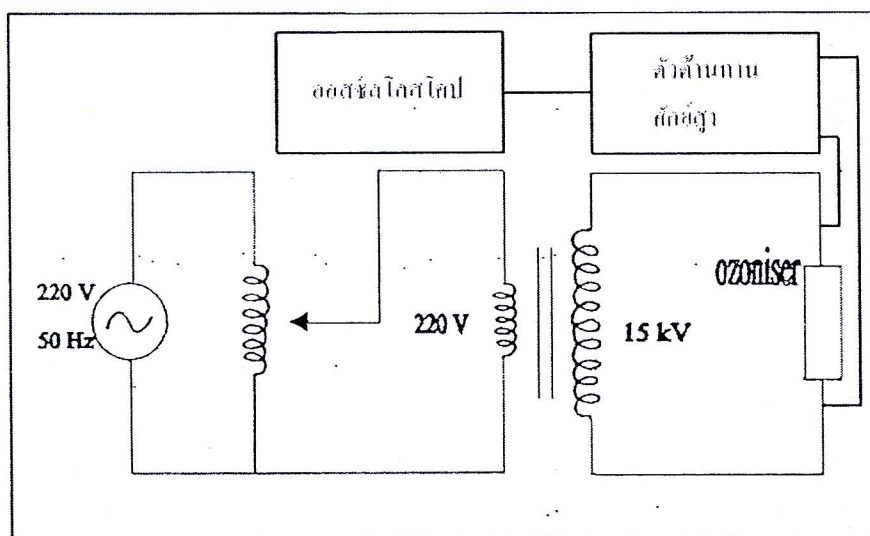 ออสซิลโลสโคป
ตัวต้านทาน
ศักย์สูง
220 V
50 Hz
220 V
15 kV
ozoniser